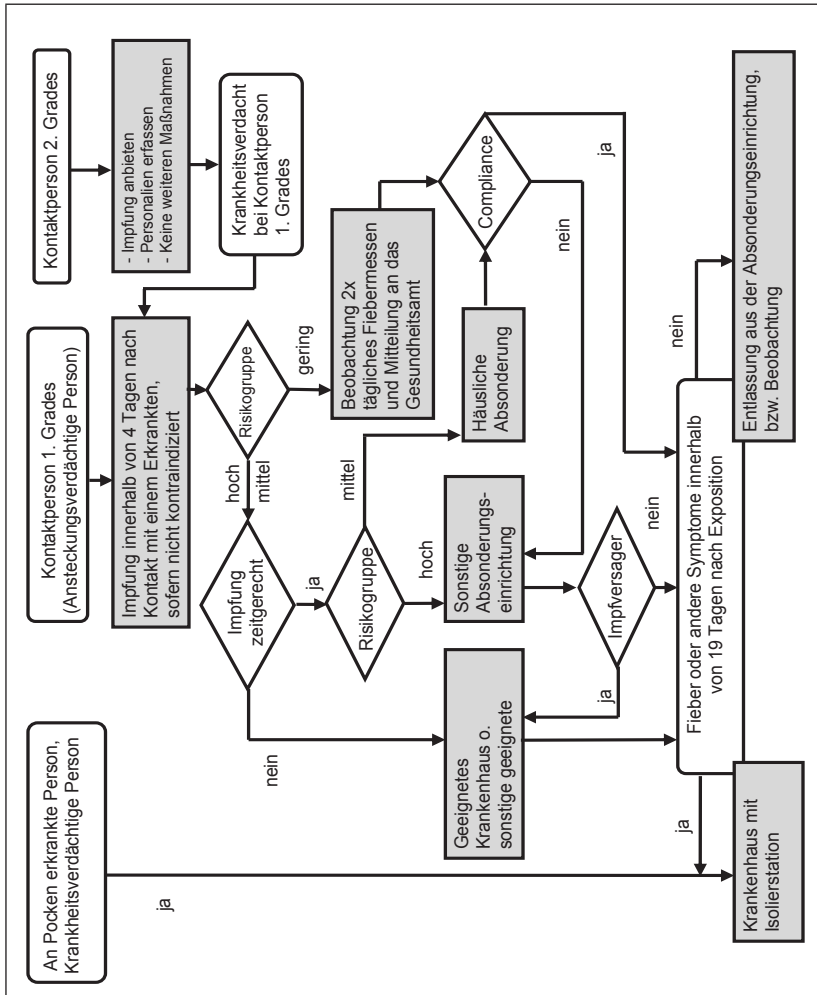 An Pocken erkrankte Person,
Krankheitsverdächtige Person
Kontaktperson 1. Grades
(Ansteckungsverdächtige Person)
Kontaktperson 2. Grades
- Impfung anbieten
- Personalien erfassen
- Keine weiteren Maßnahmen
Krankheitsverdacht
bei Kontaktperson
1. Grades
Impfung innerhalb von 4 Tagen nach
Kontakt mit einem Erkrankten,
sofern nicht kontraindiziert
Risikogruppe
hoch
mittel
gering
Impfung
zeitgerecht
nein
ja
Beobachtung 2x
tägliches Fiebermessen
und Mitteilung an das
Gesundheitsamt
Risikogruppe
mittel
hoch
Häusliche
Absonderung
Compliance
nein
ja
Geeignetes
Krankenhaus o.
sonstige geeignete
Sonstige
Absonderungs-
einrichtung
Impfversager
ja
nein
ja
Fieber oder andere Symptome innerhalb
von 19 Tagen nach Exposition
ja
nein
Krankenhaus mit
Isolierstation
Entlassung aus der Absonderungseinrichtung,
bzw. Beobachtung